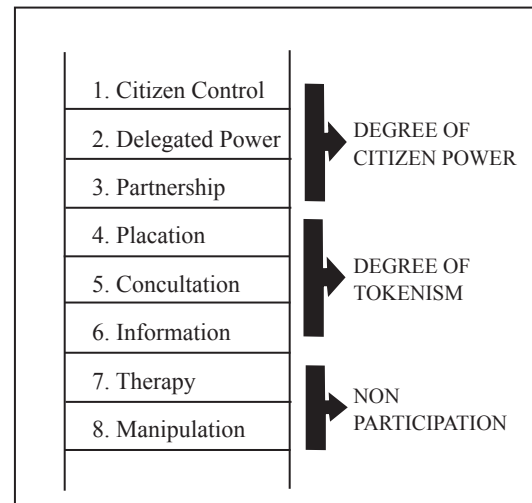 1. Citizen Control
2. Delegated Power
3. Partnership
4. Placation
5. Concultation
6. Information
7. Therapy
8. Manipulation
DEGREE OF
CITIZEN POWER
DEGREE OF
TOKENISM
NON
PARTICIPATION